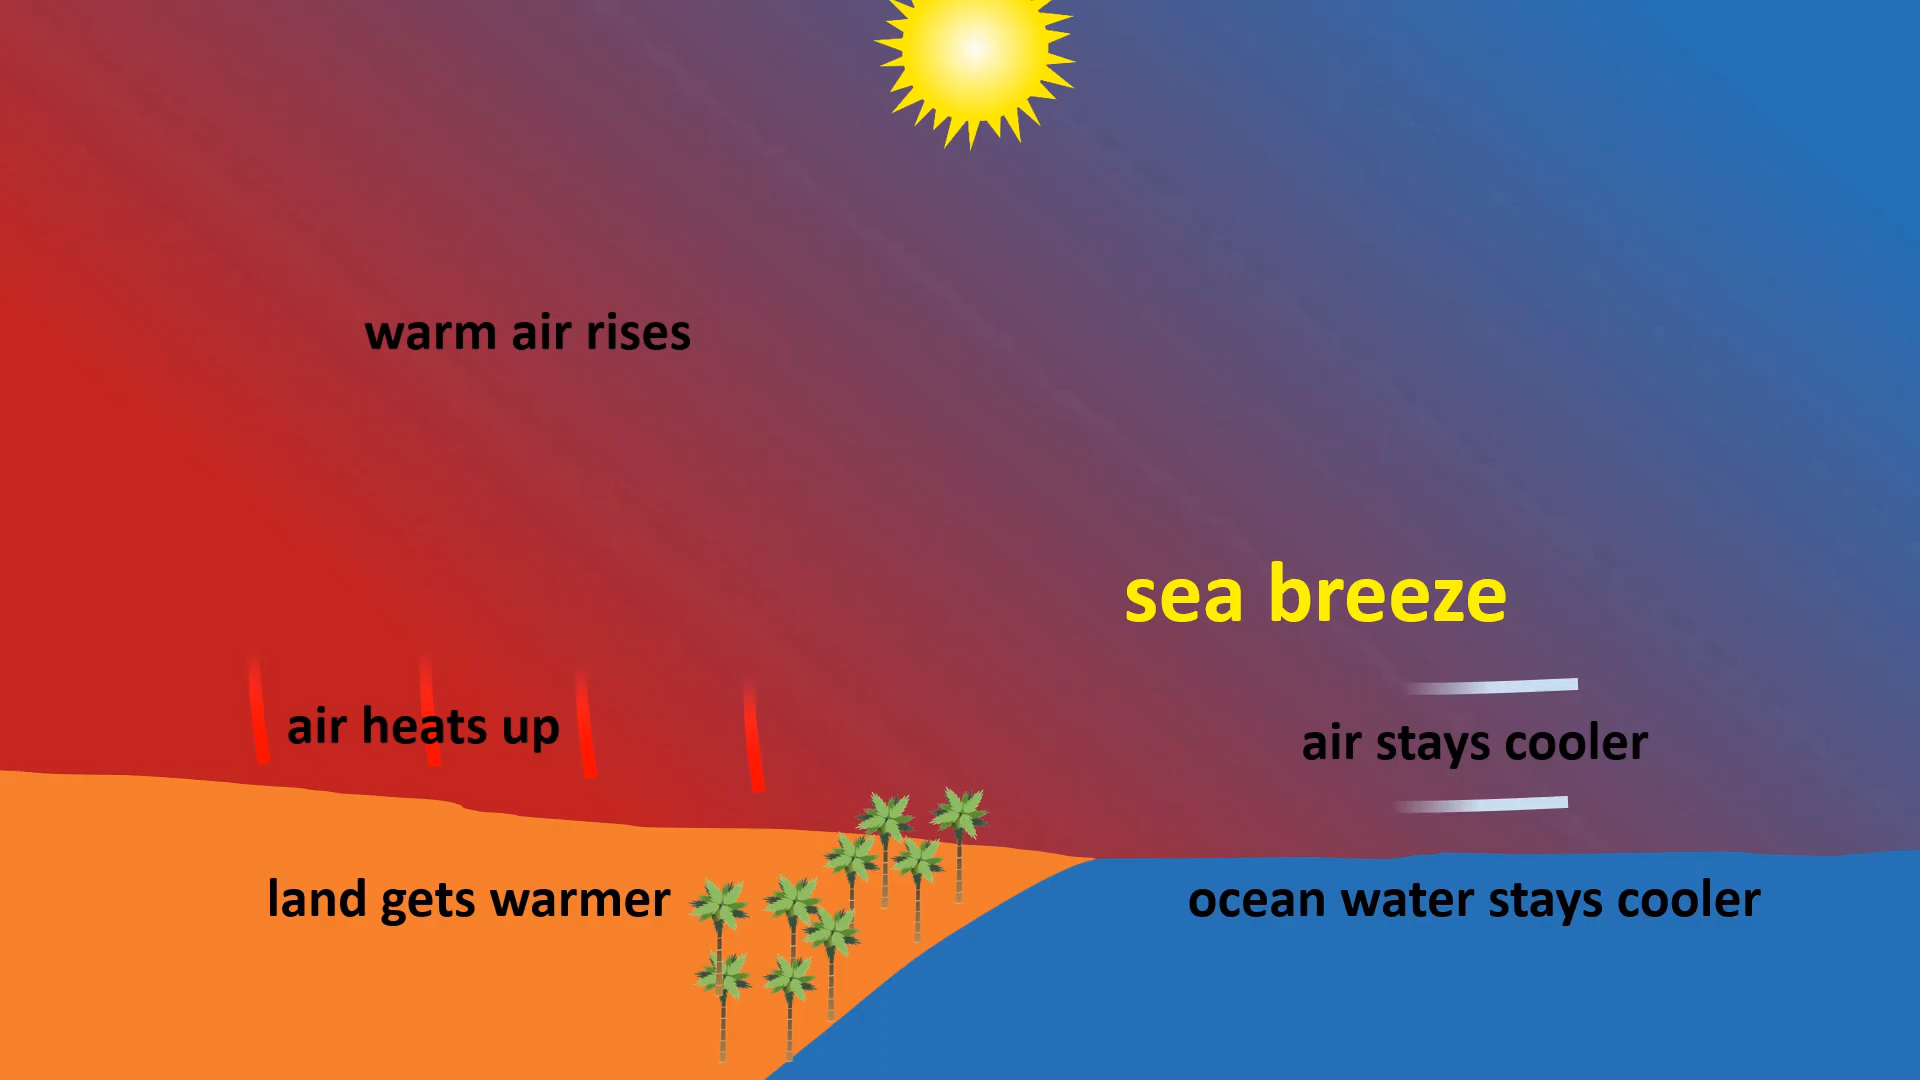 warm air rises
sea breeze
air heats up
air stays cooler
land gets warmer
ocean water stays cooler